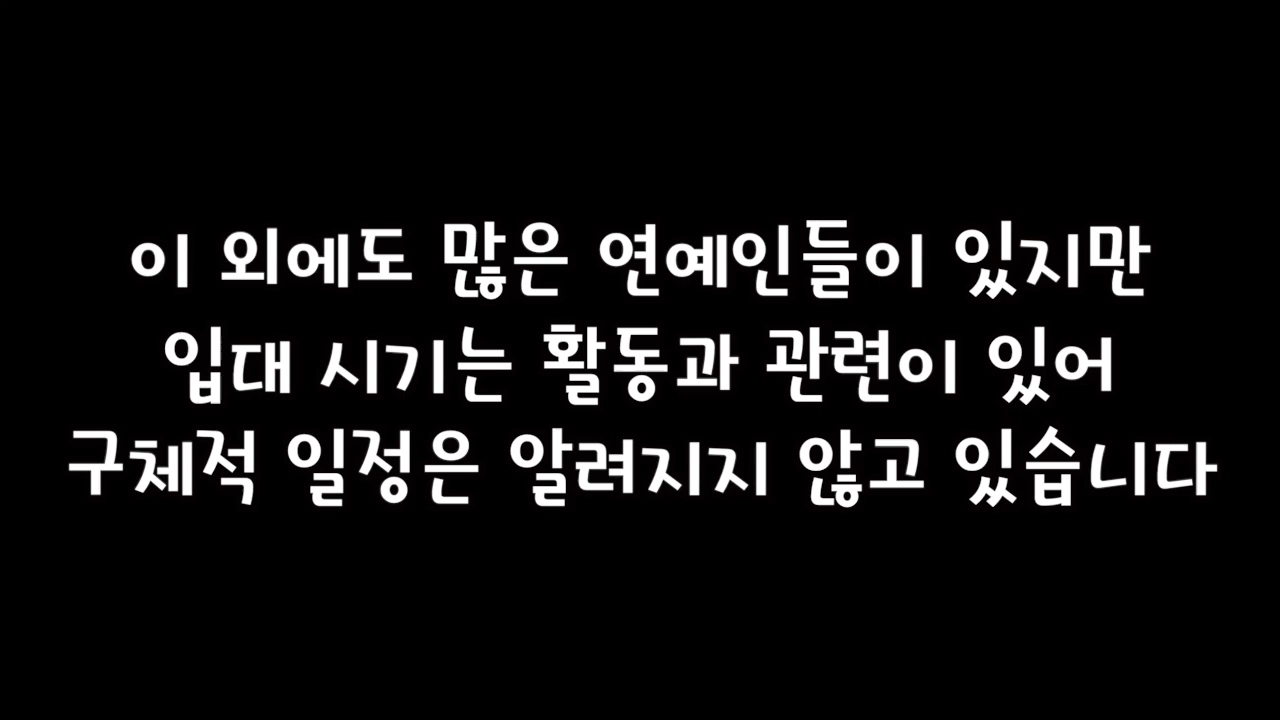 이 외에도 많은 연예인들이 있지만
입대 시기는 활동과 관련이 있어
구체적 일정은 알려지지 않고 있습니다